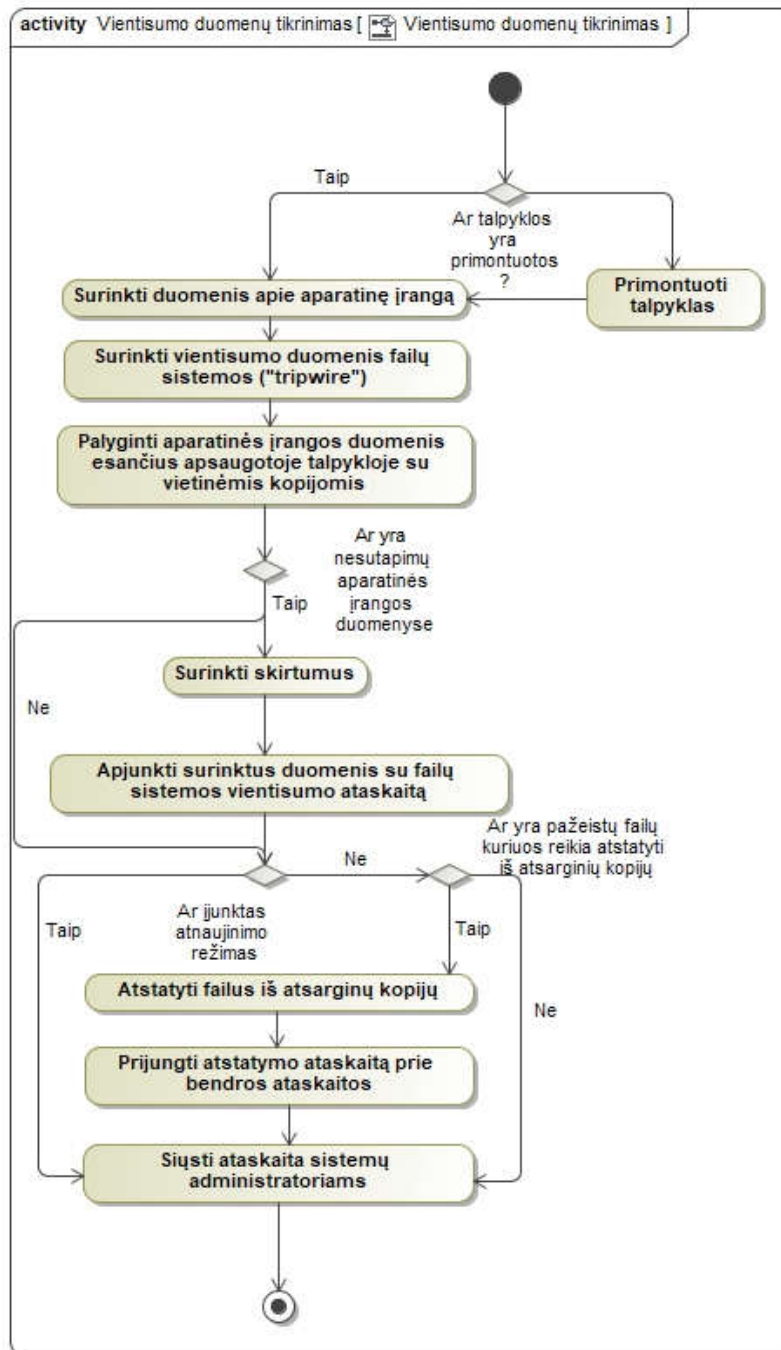 activity Vientisumo duomenų tikrinimas [ Vientisumo duomenų tikrinimas ]
Taip
Ar talpyklos
yra
primontuotos
?
Primontuoti
talpyklas
Surinkti duomenis apie aparatinę įrangą
Surinkti vientisumo duomenis failų
sistemos ("tripwire")
Palyginti aparatinės įrangos duomenis
esančius apsaugotoje talpykloje su
vietinėmis kopijomis
Ar yra
nesutapimų
aparatinės
įrangos
duomenyse
Taip
Surinkti skirtumus
Ne
Apjunkti surinktus duomenis su failų
sistemos vientisumo ataskaitą
Ar yra pažeistų failų
kuriuos reikia atstatyti
iš atsarginių kopijų
Ne
Ar įjunktas
atnaujinimo
režimas
Taip
Taip
Atstatyti failus iš atsarginų kopijų
Ne
Prijungti atstatymo ataskaitą prie
bendros ataskaitos
Siųsti ataskaita sistemų
administratoriams